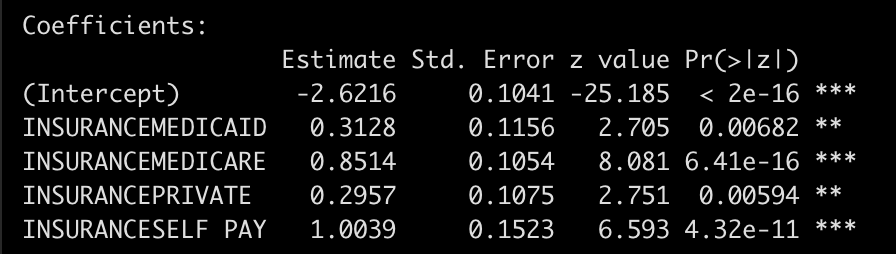 Coefficients:
Estimate Std. Error z value Pr(>|z|)
(Intercept) -2.6216 0.1041 -25.185 < 2e-16 ***
INSURANCEMEDICAID 0.3128 0.1156 2.705 0.00682 **
INSURANCEMEDICARE 0.8514 0.1054 8.081 6.41e-16 ***
INSURANCEPRIVATE 0.2957 0.1075 2.751 0.00594 **
INSURANCESELF PAY 1.0039 0.1523 6.593 4.32e-11 ***